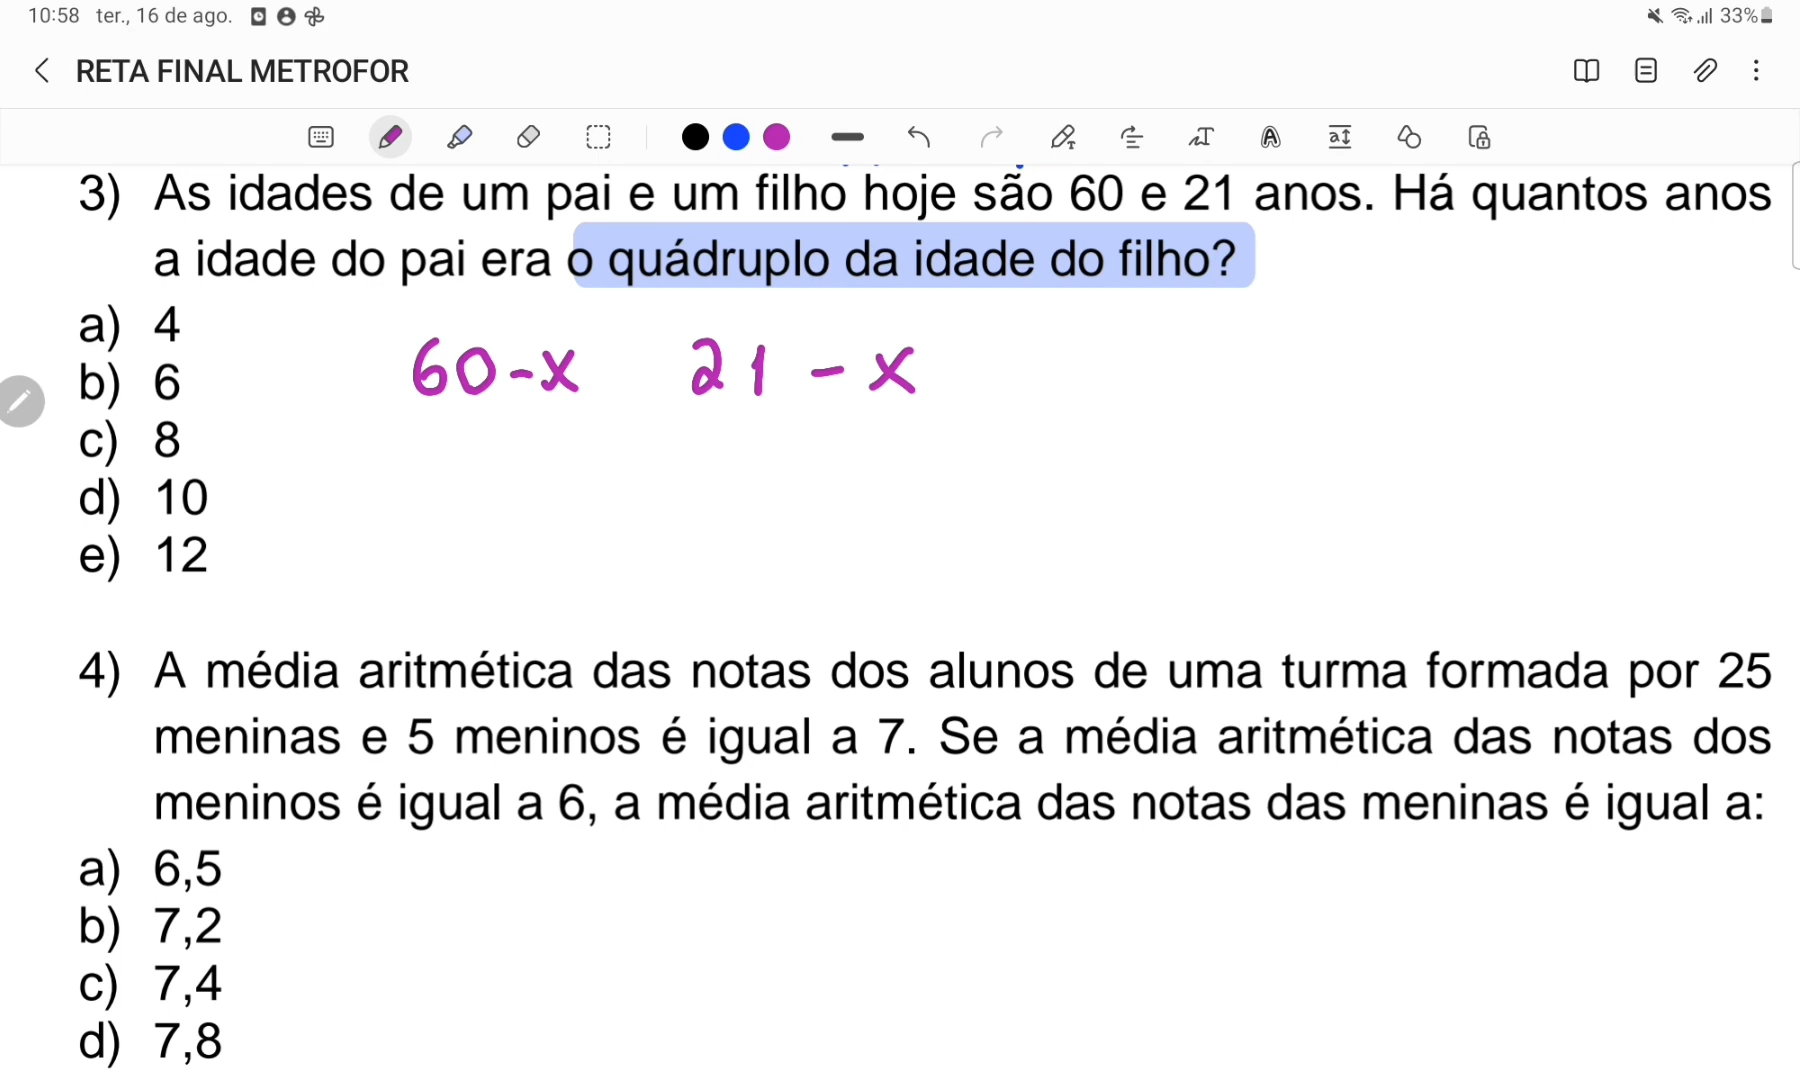 10:58 ter., 16 de ago. 33%
RETA FINAL METROFOR
3) As idades de um pai e um filho hoje são 60 e 21 anos. Há quantos anos
a idade do pai era o quádruplo da idade do filho?
a) 4
60-x 21 - x
b) 6
c) 8
d) 10
e) 12
4) A média aritmética das notas dos alunos de uma turma formada por 25
meninas e 5 meninos é igual a 7. Se a média aritmética das notas dos
meninos é igual a 6, a média aritmética das notas das meninas é igual a:
a) 6,5
b) 7,2
c) 7,4
d) 7,8